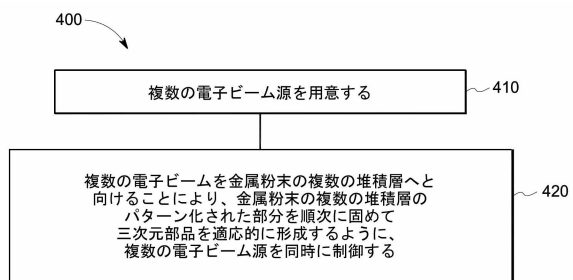 400
複数の電子ビーム源を用意する
410
複数の電子ビームを金属粉末の複数の堆積層へと
向けることにより、金属粉末の複数の堆積層の
パターン化された部分を順次に固めて
三次元部品を適応的に形成するように、
複数の電子ビーム源を同時に制御する
420